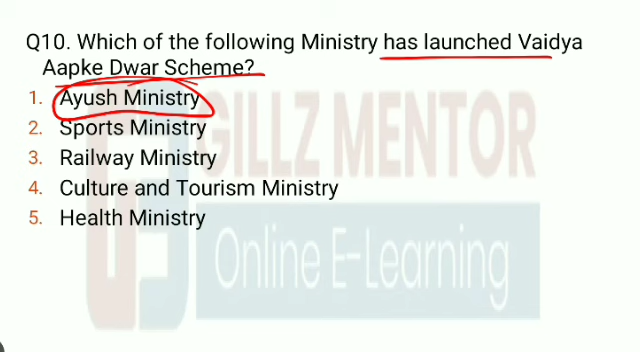 Q10. Which of the following Ministry has launched Vaidya
Aapke Dwar Scheme?
1. Ayush Ministry
2. Sports Ministry
3. Railway Ministry
4. Culture and Tourism Ministry
5. Health Ministry
GILLZ MENTOR
Online E-Learning